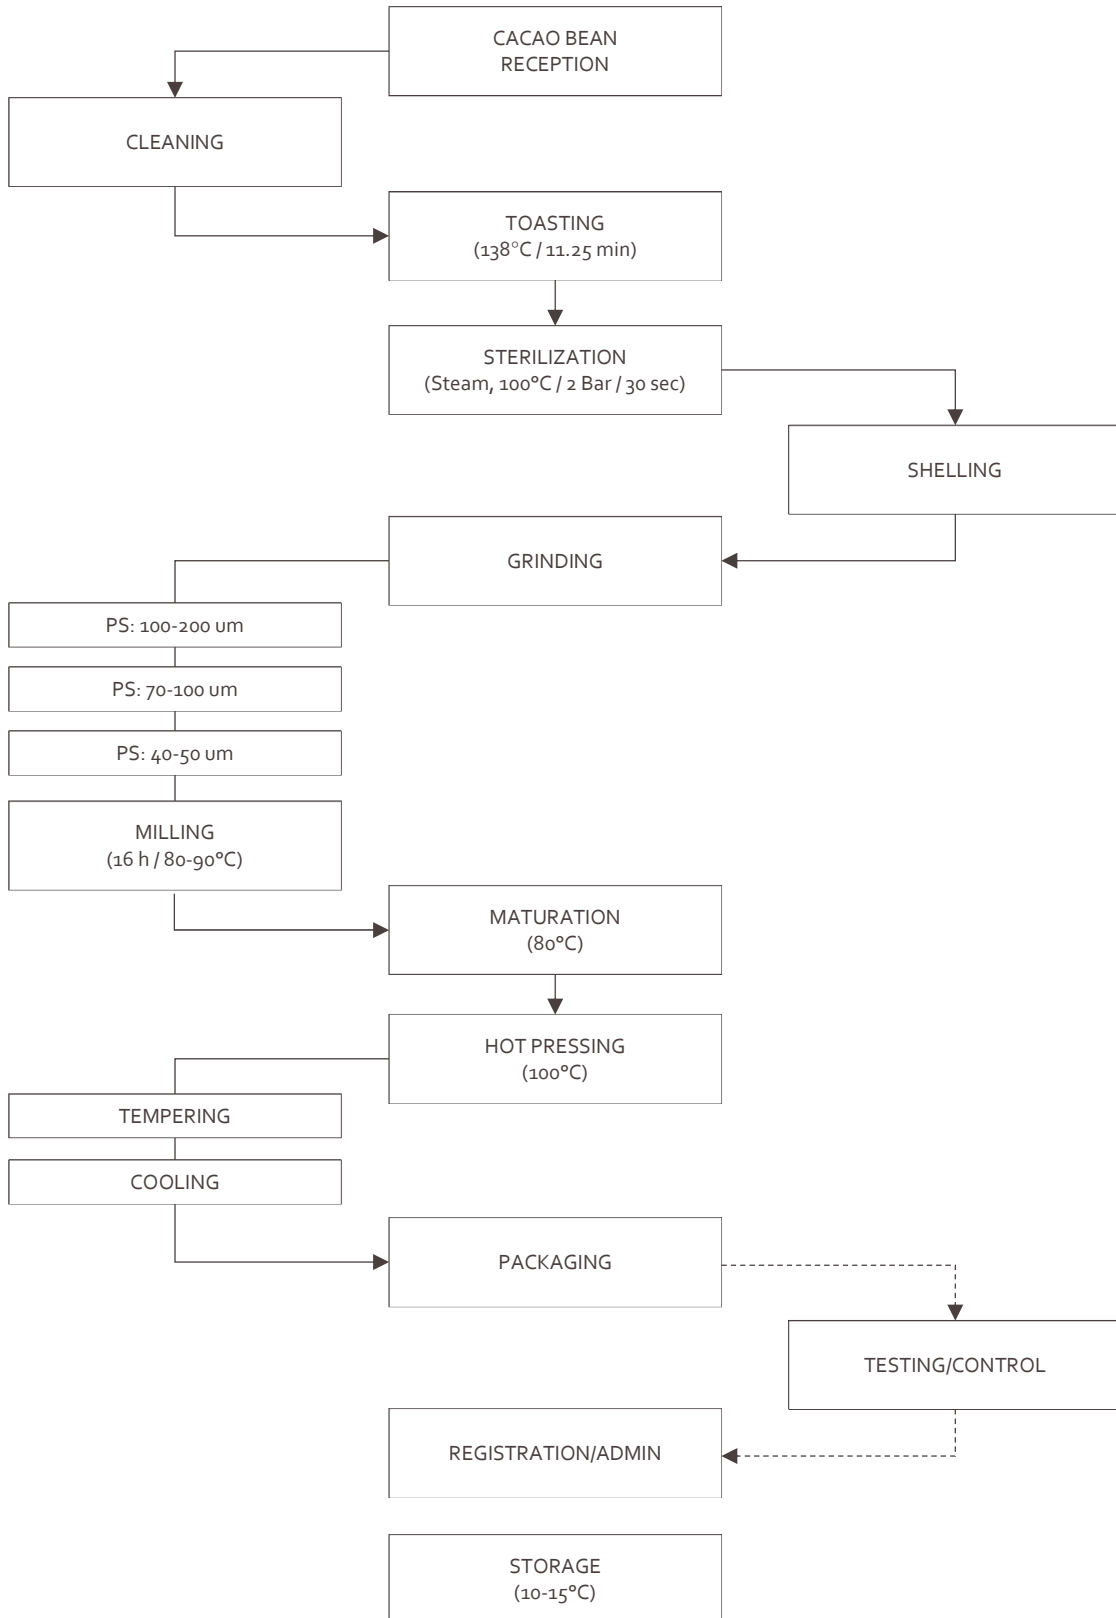 CACAO BEAN
RECEPTION
CLEANING
TOASTING
(138°C / 11.25 min)
STERILIZATION
(Steam, 100°C / 2 Bar / 30 sec)
SHELLING
GRINDING
PS: 100-200 um
PS: 70-100 um
PS: 40-50 um
MILLING
(16 h / 80-90°C)
MATURATION
(80°C)
HOT PRESSING
(100°C)
TEMPERING
COOLING
PACKAGING
TESTING/CONTROL
REGISTRATION/ADMIN
STORAGE
(10-15°C)